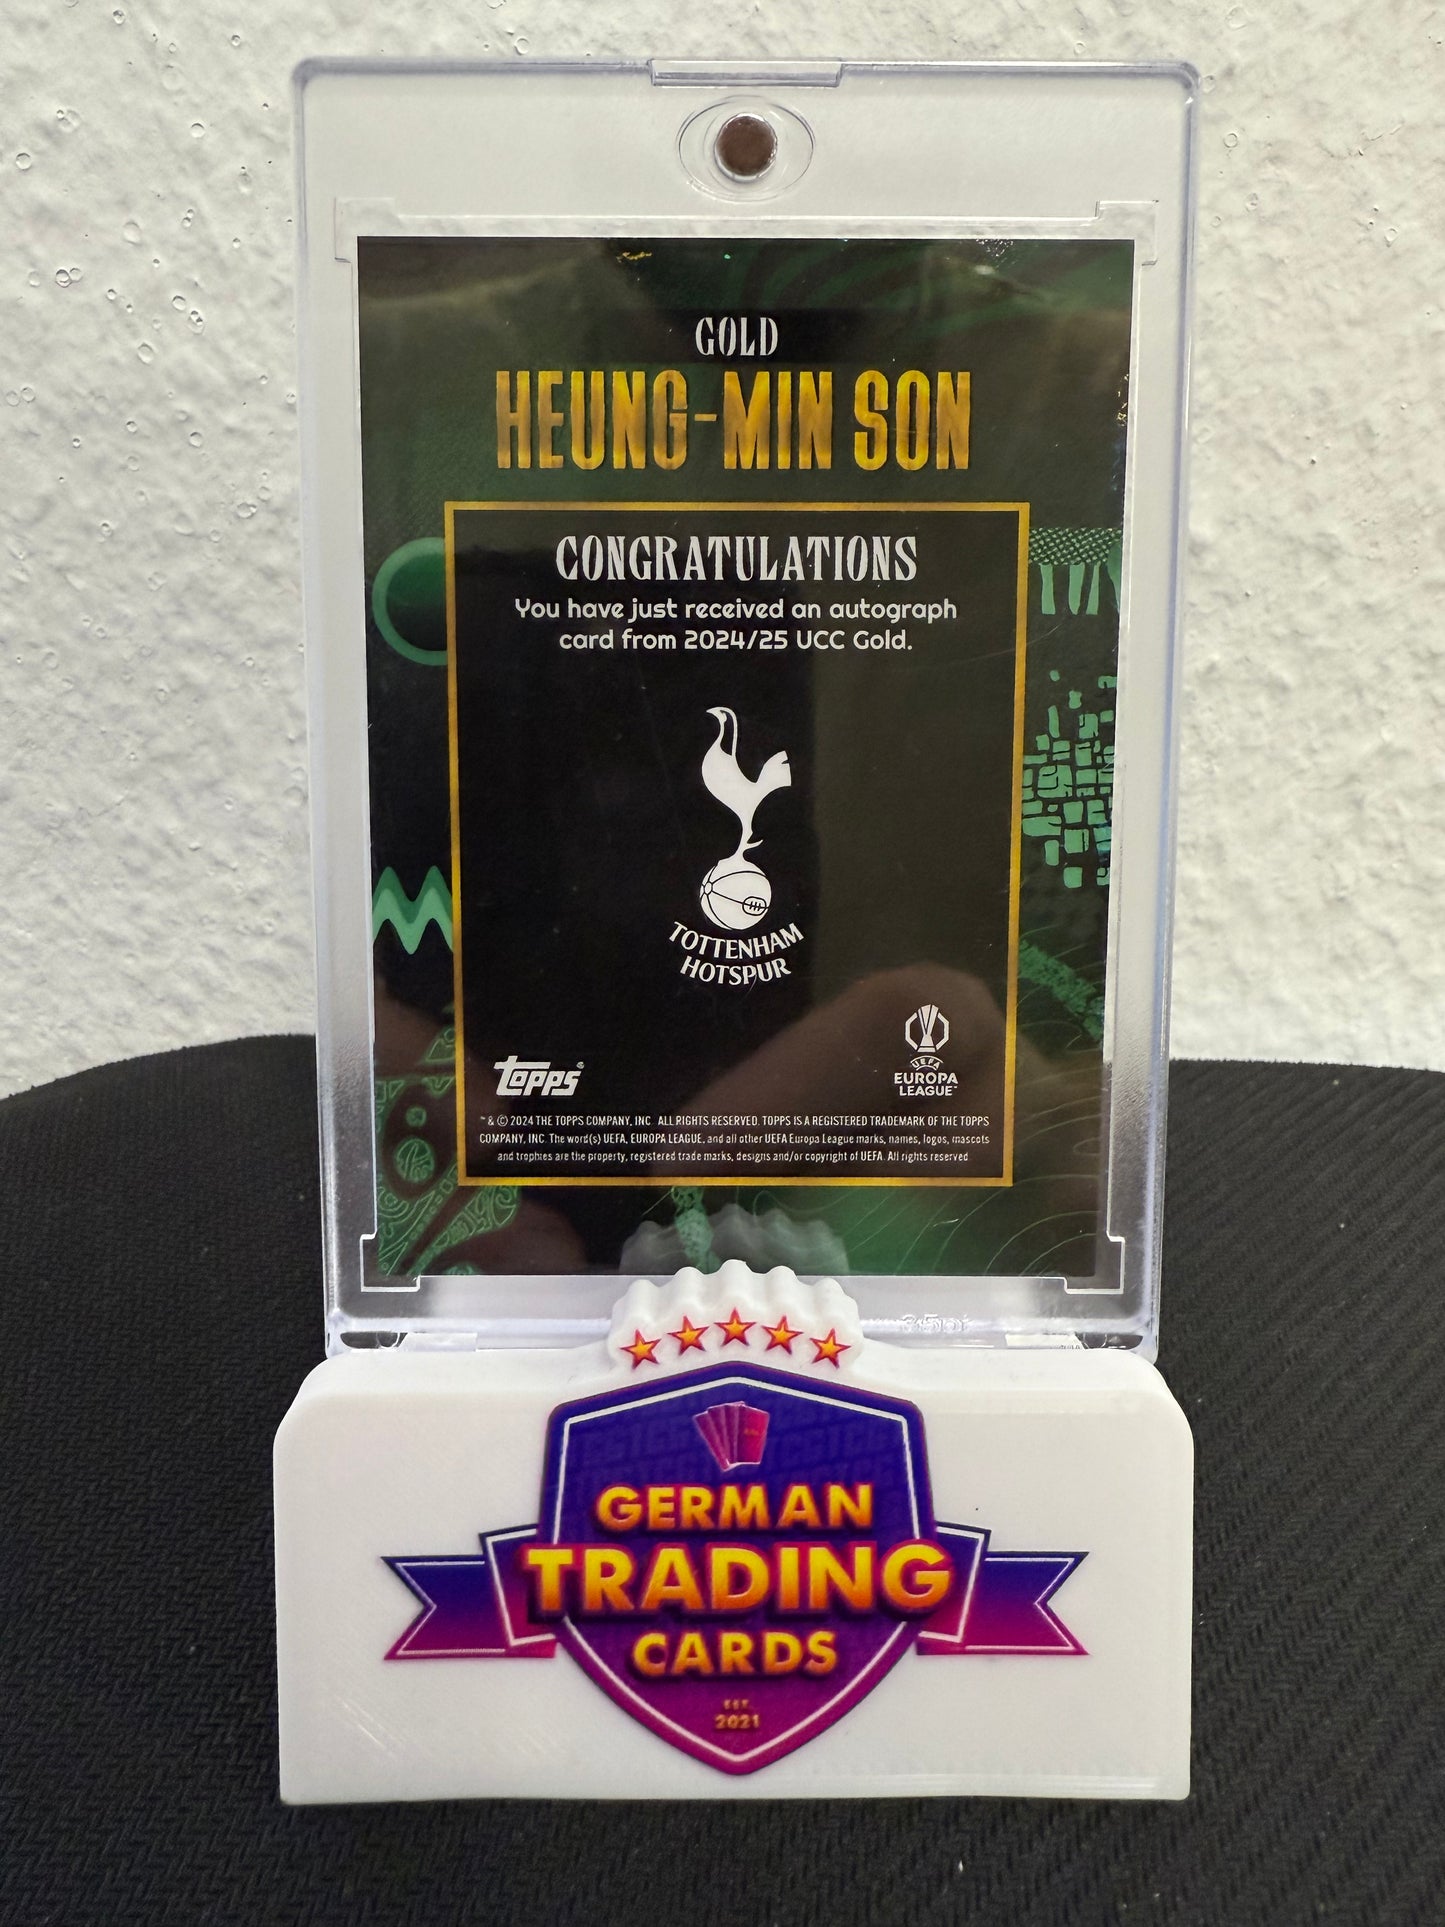 GOLD
HEUNG-MIN SON
CONGRATULATIONS
You have just received an autograph
card from 2024/25 UCC Gold.
TOTTENHAM
HOTSPUR
topps®
UEFA
EUROPA
LEAGUE™
™ & © 2024 THE TOPPS COMPANY, INC. ALL RIGHTS RESERVED. TOPPS IS A REGISTERED TRADEMARK OF THE TOPPS
COMPANY, INC. The word(s) UEFA, EUROPA LEAGUE, and all other UEFA Europa League marks, names, logos, mascots
and trophies are the property, registered trade marks, designs and/or copyright of UEFA. All rights reserved.
GERMAN
TRADING
CARDS
EST.
2021